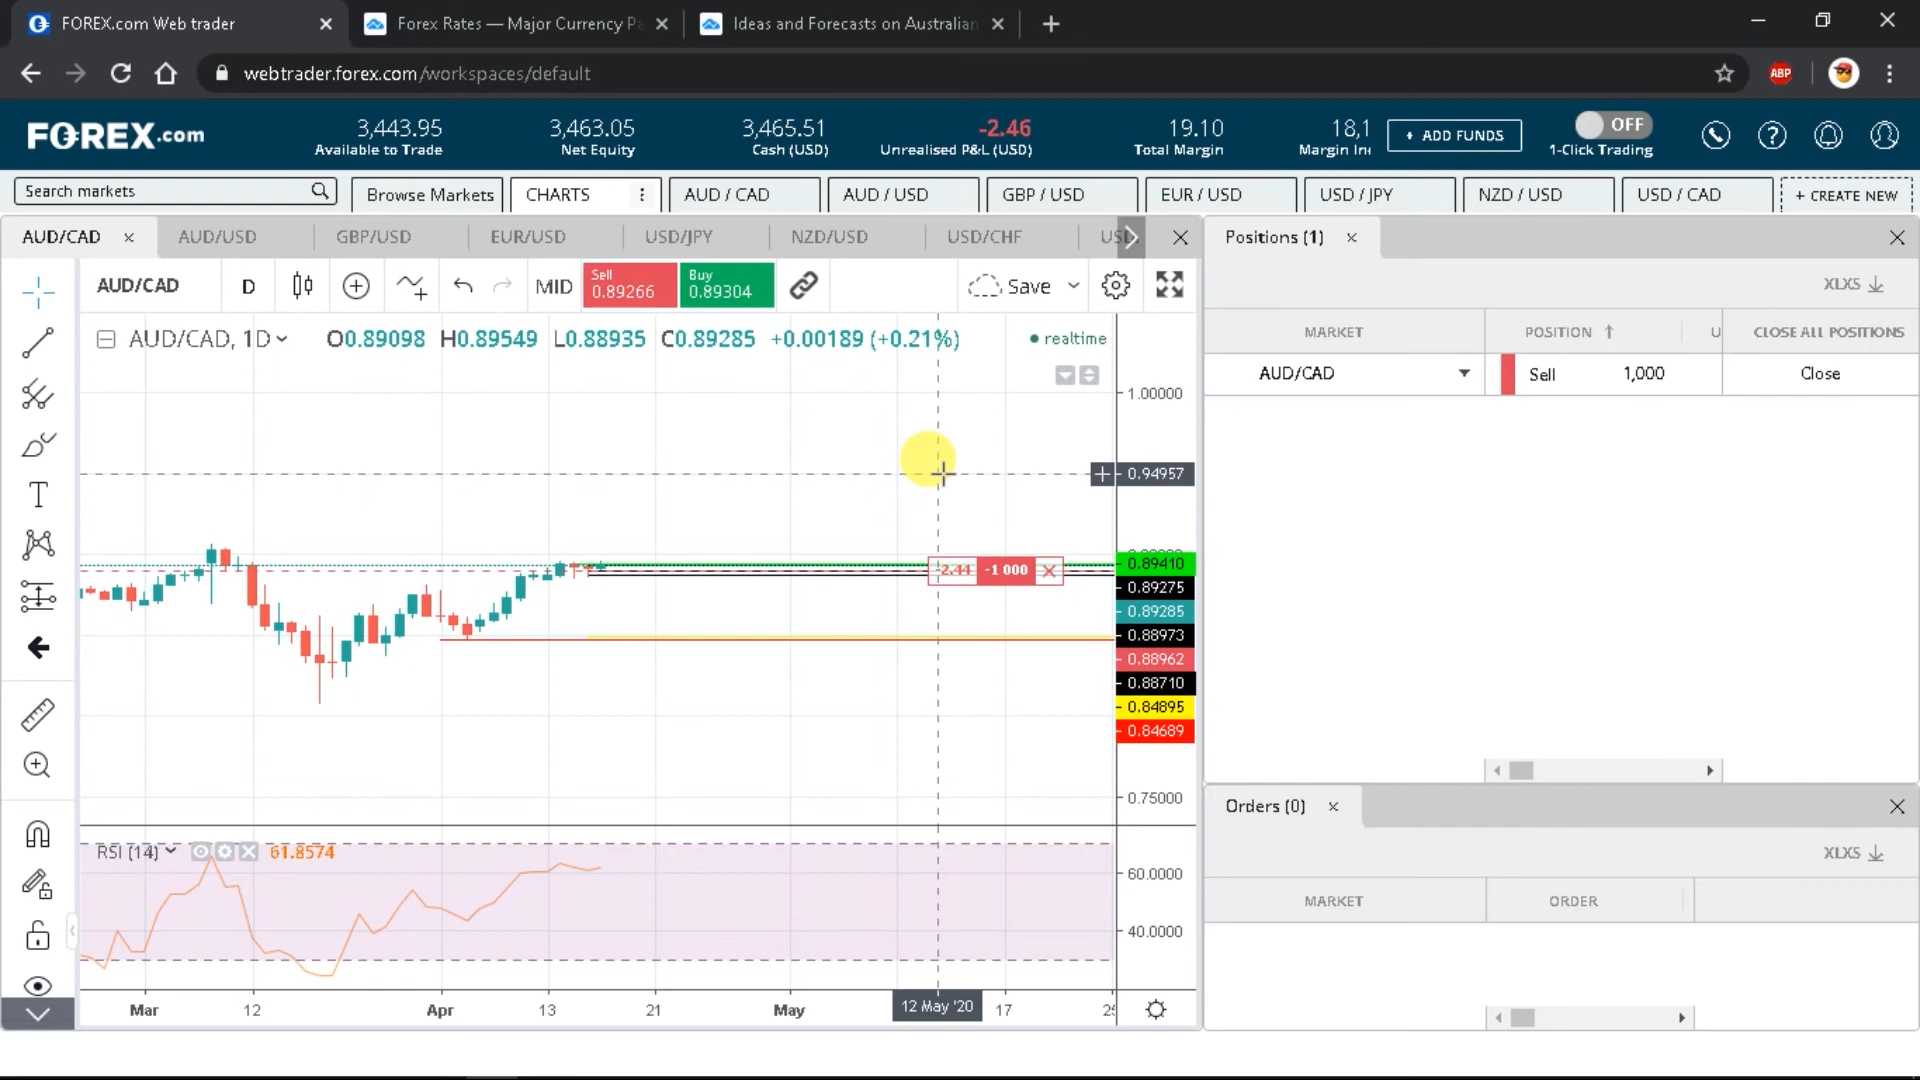 FOREX.com Web trader
Forex Rates — Major Currency Pa
Ideas and Forecasts on Australian
webtrader.forex.com/workspaces/default
ABP
FOREX.com
3,443.95
Available to Trade
3,463.05
Net Equity
3,465.51
Cash (USD)
-2.46
Unrealised P&L (USD)
19.10
Total Margin
18,1
Margin In
+ ADD FUNDS
OFF
1-Click Trading
Search markets
Browse Markets
CHARTS
AUD / CAD
AUD / USD
GBP / USD
EUR / USD
USD / JPY
NZD / USD
USD / CAD
+ CREATE NEW
AUD/CAD
AUD/USD
GBP/USD
EUR/USD
USD/JPY
NZD/USD
USD/CHF
Positions (1)
AUD/CAD
D
MID
Sell
0.89266
Buy
0.89304
Save
XLXS
AUD/CAD, 1D O0.89098 H0.89549 L0.88935 C0.89285 +0.00189 (+0.21%)
realtime
MARKET
POSITION
U
CLOSE ALL POSITIONS
AUD/CAD
Sell
1,000
Close
1.00000
0.94957
-2.44
-1 000
0.89410
0.89275
0.89285
0.88973
0.88962
0.88710
0.84895
0.84689
0.75000
Orders (0)
XLXS
MARKET
ORDER
RSI (14)
61.8574
60.0000
40.0000
Mar
12
Apr
13
21
May
12 May '20
17